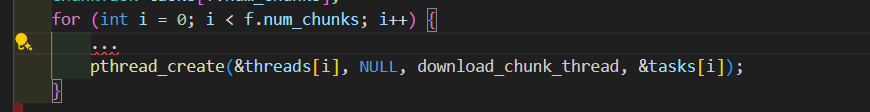 for (int i = 0; i < f.num_chunks; i++) {
...
pthread_create(&threads[i], NULL, download_chunk_thread, &tasks[i]);
}